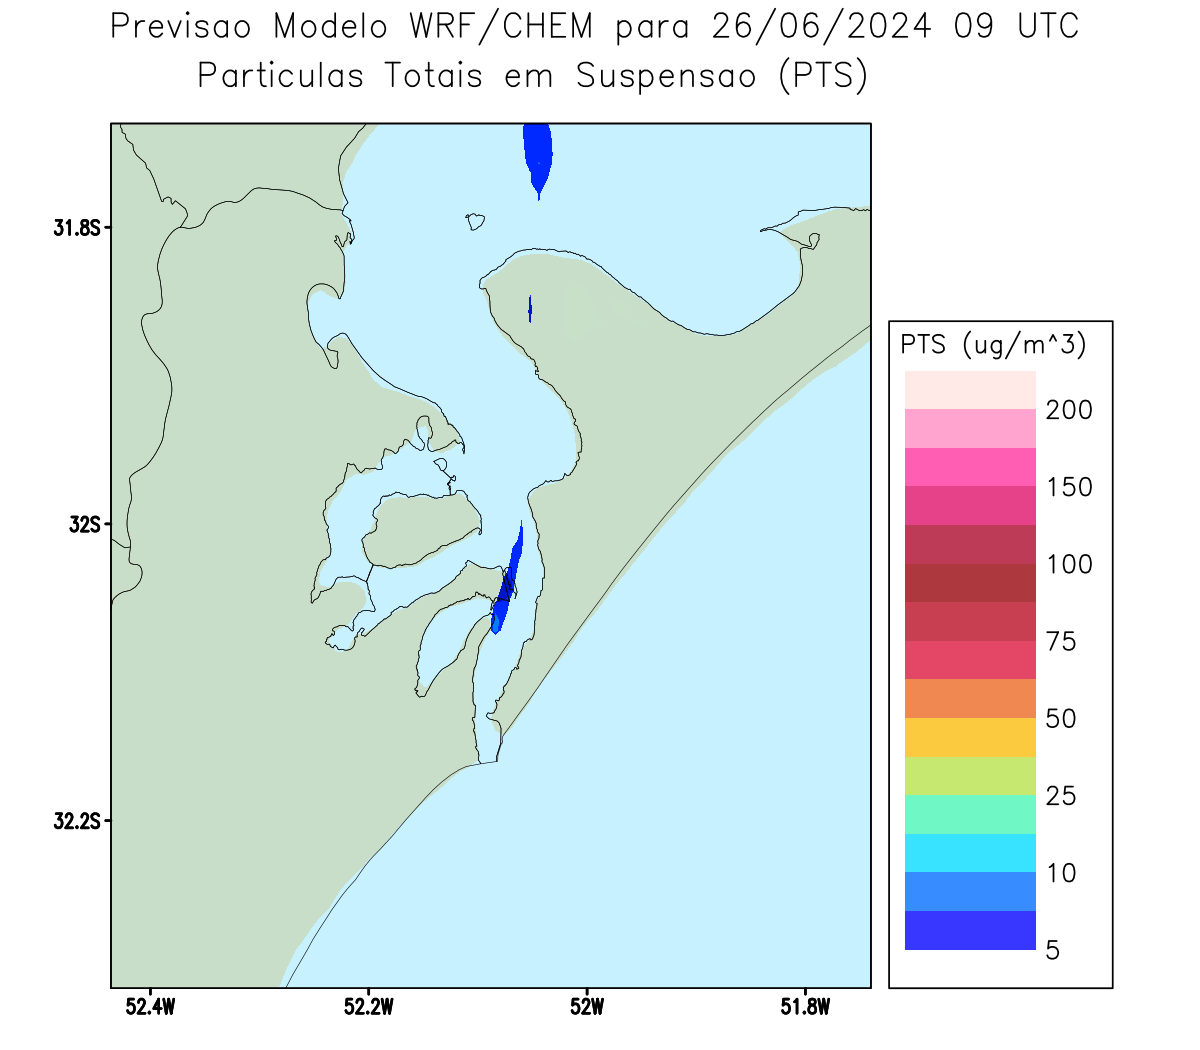 Previsao Modelo WRF/CHEM para 26/06/2024 09 UTC
Particulas Totais em Suspensao (PTS)
31.8S
32S
32.2S
52.4W 52.2W 52W 51.8W
PTS (ug/m^3)
200
150
100
75
50
25
10
5